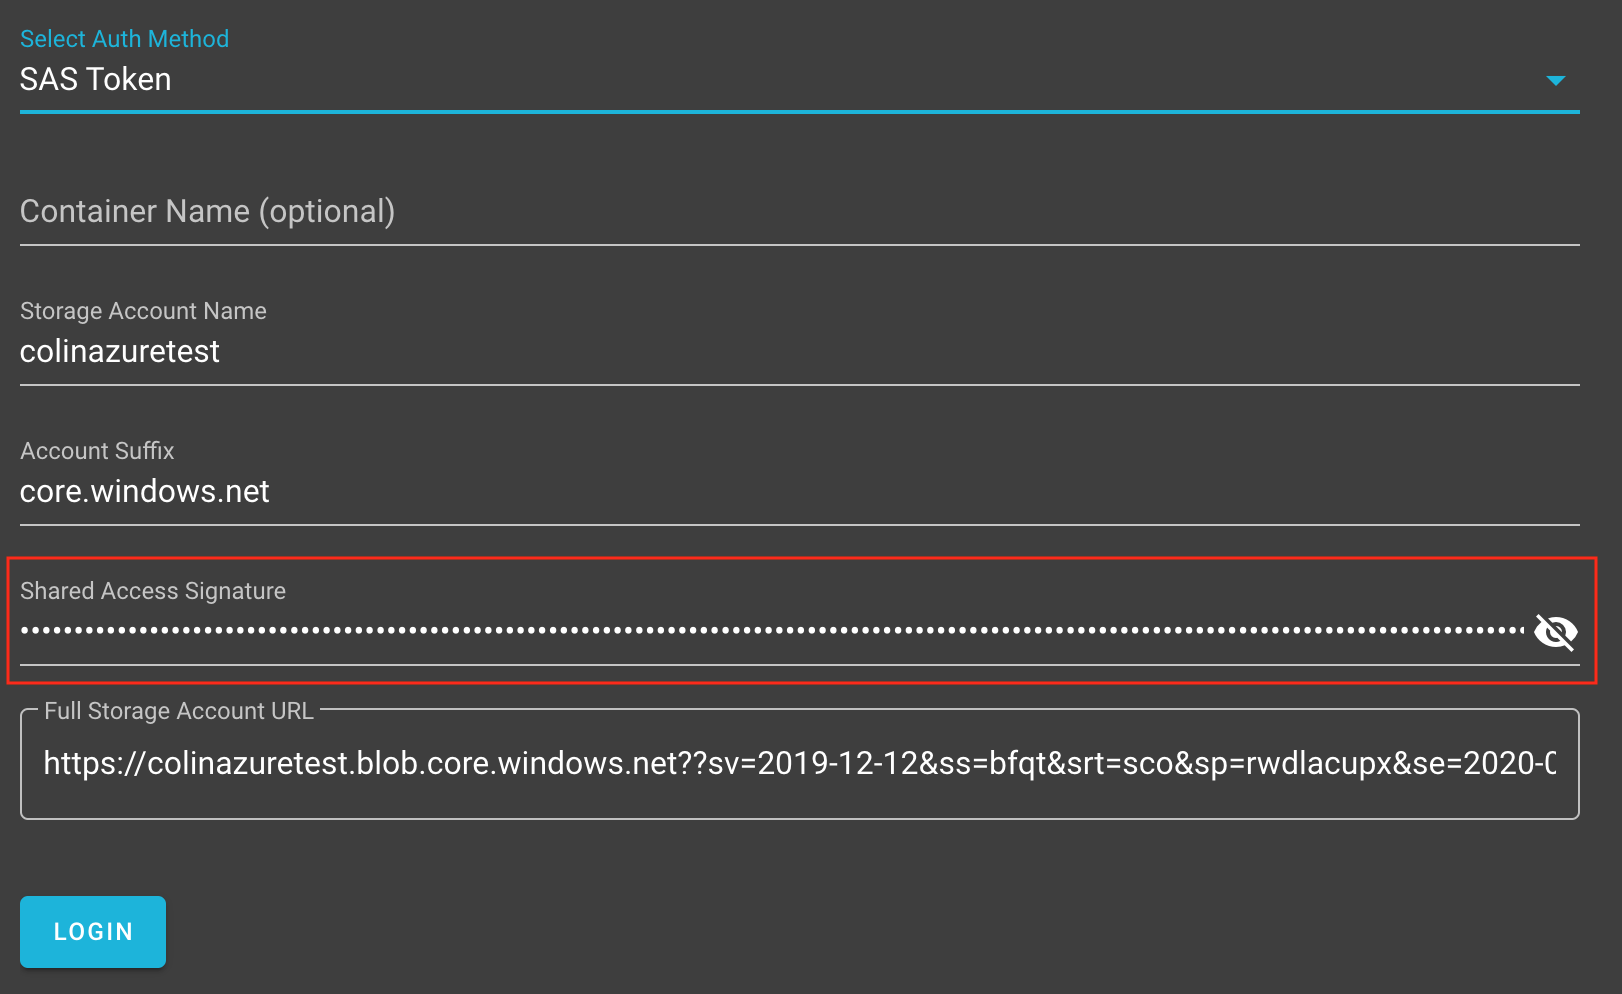 Select Auth Method
SAS Token
Container Name (optional)
Storage Account Name
colinazuretest
Account Suffix
core.windows.net
Shared Access Signature
Full Storage Account URL
https://colinazuretest.blob.core.windows.net??sv=2019-12-12&ss=bfqt&srt=sco&sp=rwdlacupx&se=2020-0
LOGIN